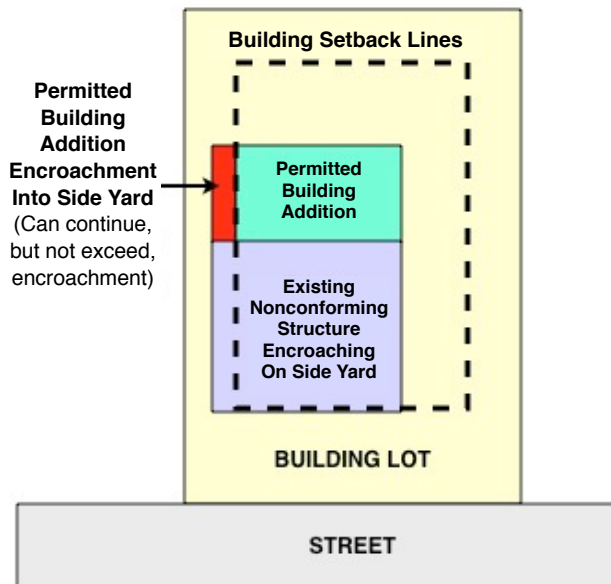 Building Setback Lines
Permitted
Building
Addition
Encroachment
Into Side Yard
(Can continue,
but not exceed,
encroachment)
Permitted
Building
Addition
Existing
Nonconforming
Structure
Encroaching
On Side Yard
BUILDING LOT
STREET